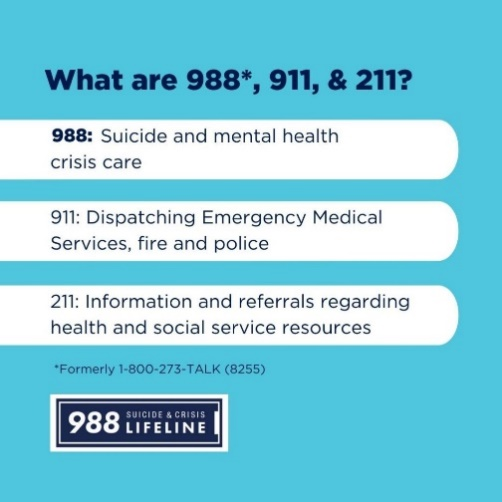 What are 988*, 911, & 211?
988: Suicide and mental health
crisis care
911: Dispatching Emergency Medical
Services, fire and police
211: Information and referrals regarding
health and social service resources
*Formerly 1-800-273-TALK (8255)
988 SUICIDE & CRISIS
LIFELINE